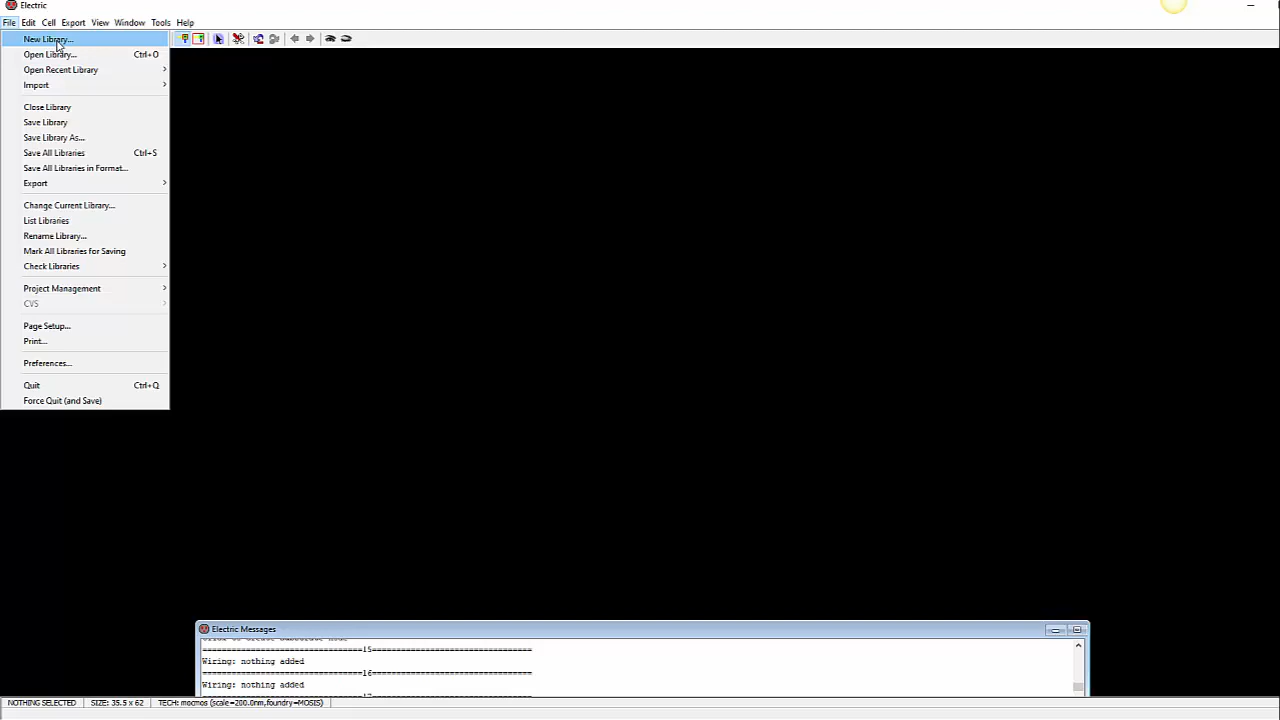 Electric
File Edit Cell Export View Window Tools Help
New Library...
Open Library... Ctrl+O
Open Recent Library
Import
Close Library
Save Library
Save Library As...
Save All Libraries Ctrl+S
Save All Libraries in Format...
Export
Change Current Library...
List Libraries
Rename Library...
Mark All Libraries for Saving
Check Libraries
Project Management
CVS
Page Setup...
Print...
Preferences...
Quit Ctrl+Q
Force Quit (and Save)
Electric Messages
================================15================================
Wiring: nothing added
================================16================================
Wiring: nothing added
NOTHING SELECTED SIZE: 35.5 x 62 TECH: mocmos (scale=200.0nm,foundry=MOSIS)